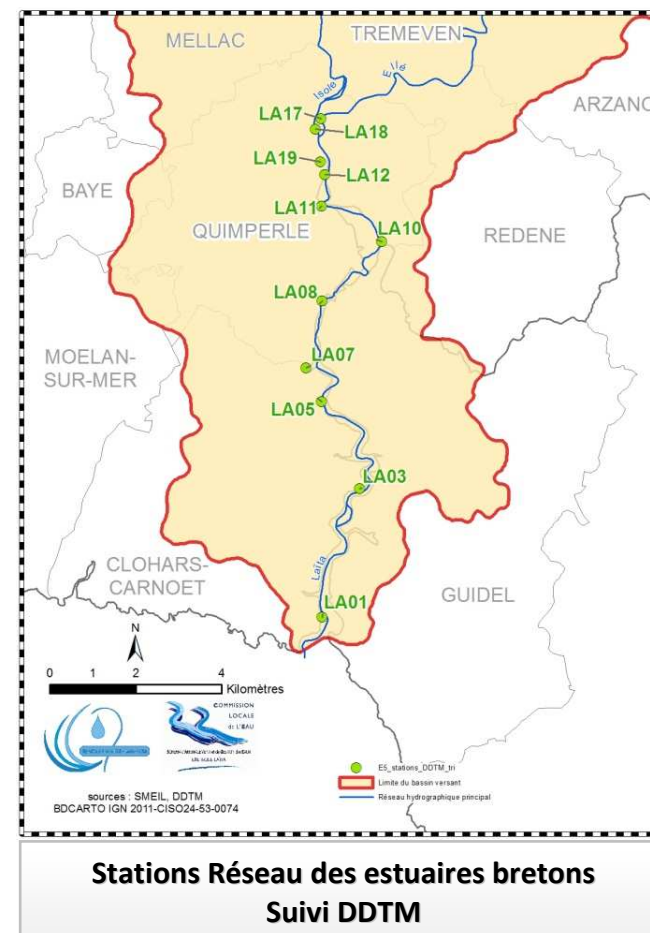 MELLAC
TREMEVEN
Isole
Ellé
ARZANO
LA17
LA18
LA19
LA12
BAYE
LA11
QUIMPERLE
LA10
REDENE
LA08
MOELAN-
SUR-MER
LA07
LA05
LA03
CLOHARS-
CARNOET
Laïta
GUIDEL
LA01
N
0 1 2 4
Kilomètres
COMMISSION
LOCALE
de L'EAU
E5_stations_DDTM_tri
Limite du bassin versant
Réseau hydrographique principal
sources : SMEIL, DDTM
BDCARTO IGN 2011-CISO24-53-0074
Stations Réseau des estuaires bretons
Suivi DDTM